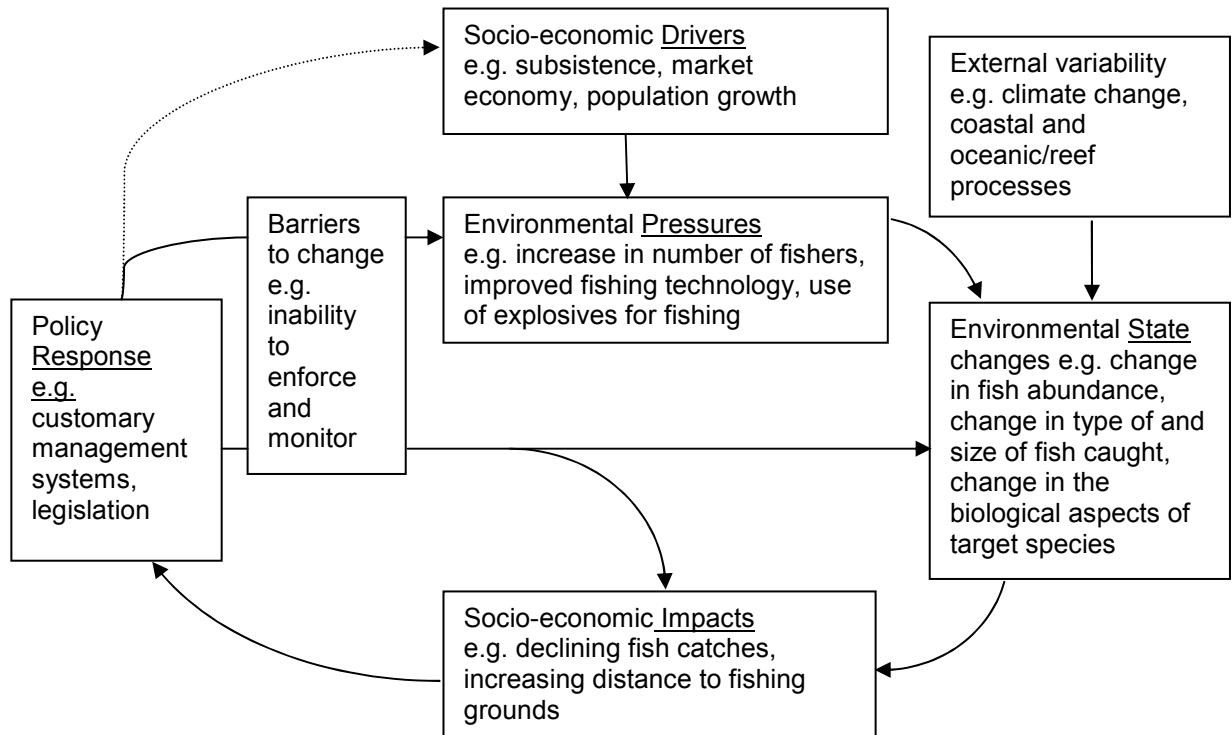 Socio-economic Drivers
e.g. subsistence, market
economy, population growth
External variability
e.g. climate change,
coastal and
oceanic/reef
processes
Barriers
to change
e.g.
inability
to
enforce
and
monitor
Environmental Pressures
e.g. increase in number of fishers,
improved fishing technology, use
of explosives for fishing
Policy
Response
e.g.
customary
management
systems,
legislation
Environmental State
changes e.g. change
in fish abundance,
change in type of and
size of fish caught,
change in the
biological aspects of
target species
Socio-economic Impacts
e.g. declining fish catches,
increasing distance to fishing
grounds